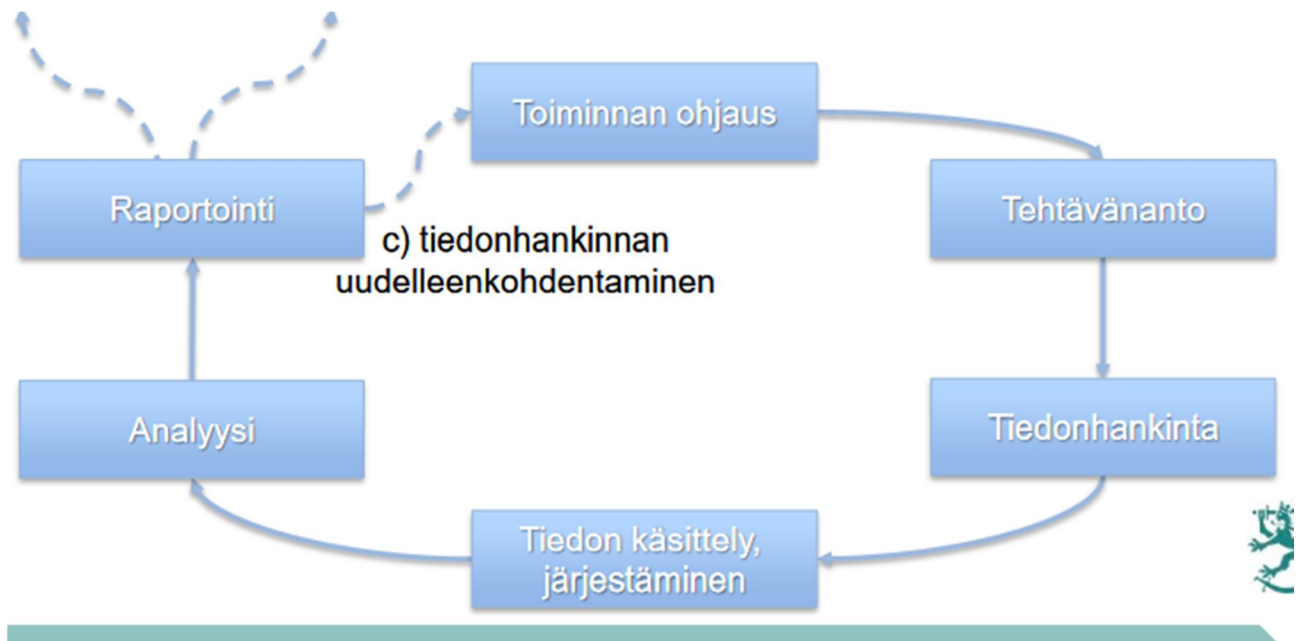 Toiminnan ohjaus
Raportointi
Tehtävänanto
c) tiedonhankinnan
uudelleenkohdentaminen
Analyysi
Tiedonhankinta
Tiedon käsittely,
järjestäminen